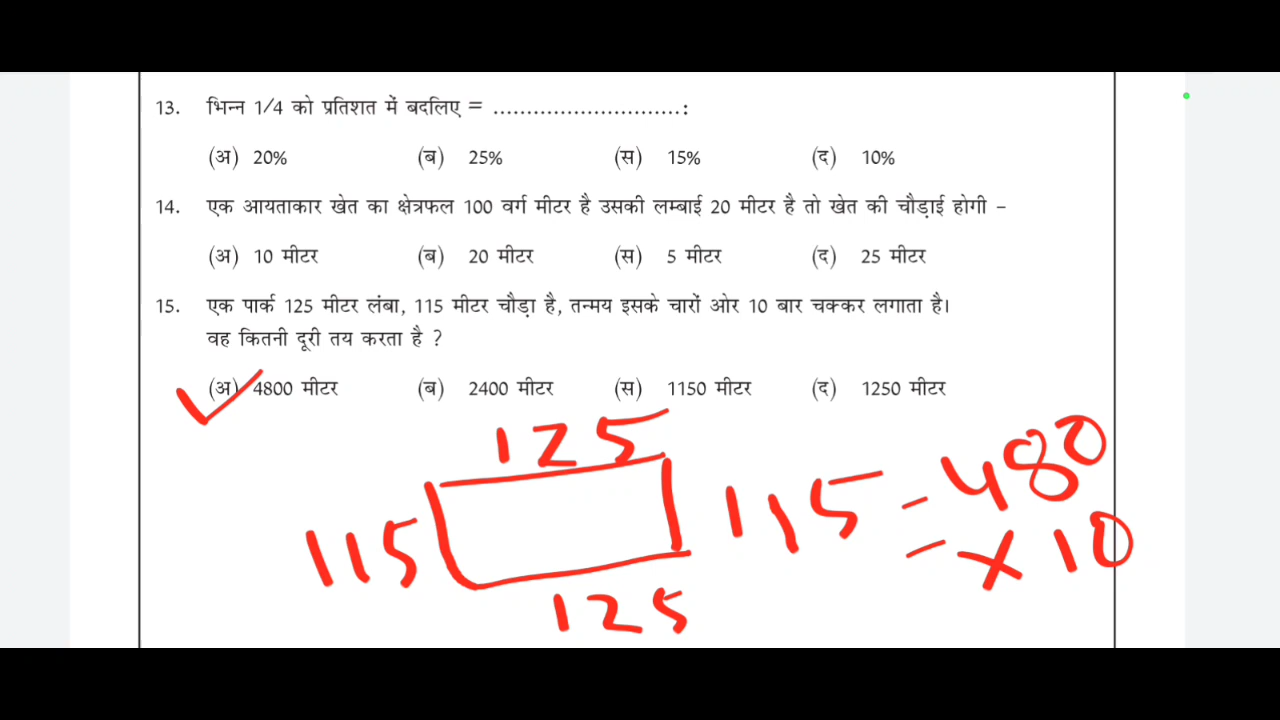 13. भिन्न 1/4 को प्रतिशत में बदलिए = ............................:
(अ) 20% (ब) 25% (स) 15% (द) 10%
14. एक आयताकार खेत का क्षेत्रफल 100 वर्ग मीटर है उसकी लम्बाई 20 मीटर है तो खेत की चौड़ाई होगी –
(अ) 10 मीटर (ब) 20 मीटर (स) 5 मीटर (द) 25 मीटर
15. एक पार्क 125 मीटर लंबा, 115 मीटर चौड़ा है, तन्मय इसके चारों ओर 10 बार चक्कर लगाता है।
वह कितनी दूरी तय करता है ?
(अ) 4800 मीटर (ब) 2400 मीटर (स) 1150 मीटर (द) 1250 मीटर
125
115 115 = 480
= × 10
125